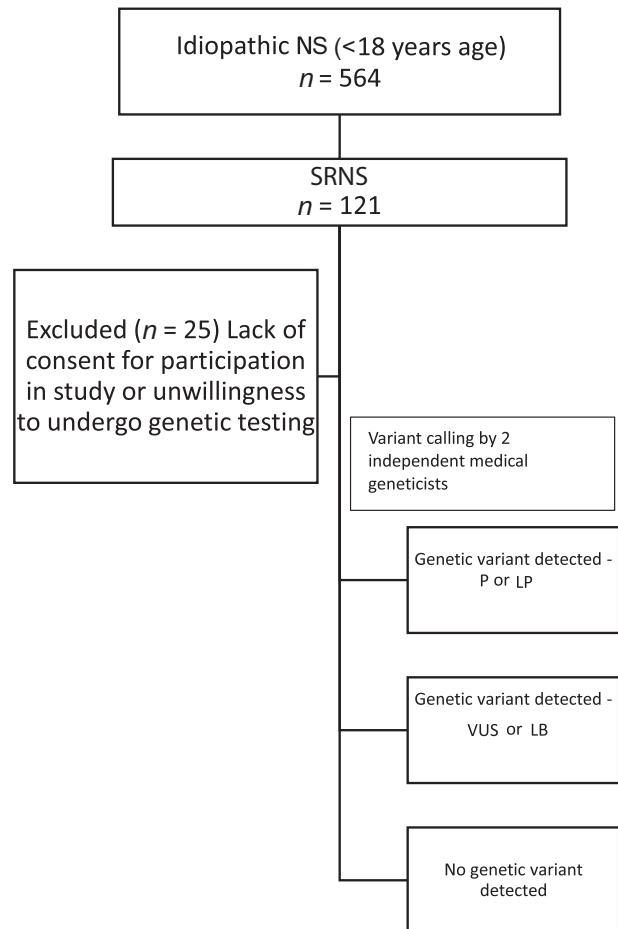 Idiopathic NS (<18 years age)
n = 564
SRNS
n = 121
Excluded (n = 25) Lack of
consent for participation
in study or unwillingness
to undergo genetic testing
Variant calling by 2
independent medical
geneticists
Genetic variant detected -
P or LP
Genetic variant detected -
VUS or LB
No genetic variant
detected